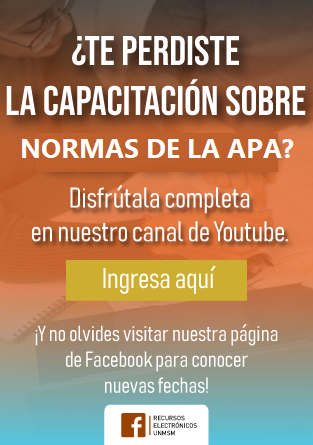 ¿TE PERDISTE
LA CAPACITACIÓN SOBRE
NORMAS DE LA APA?
Disfrútala completa
en nuestro canal de Youtube.
Ingresa aquí
¡Y no olvides visitar nuestra página
de Facebook para conocer
nuevas fechas!
f
RECURSOS
ELECTRÓNICOS
UNMSM